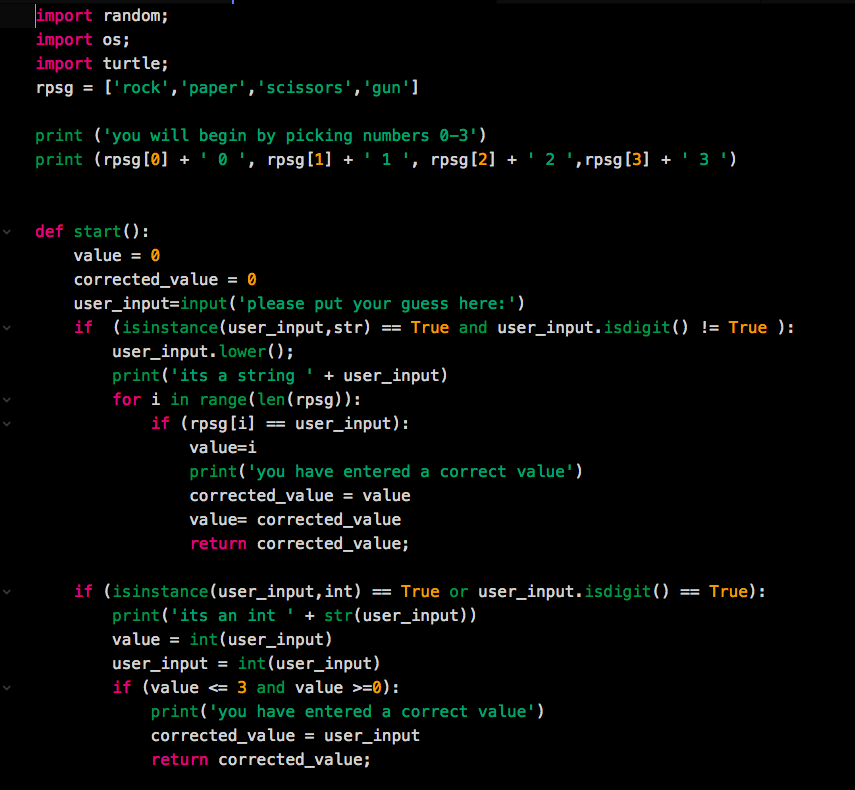 import random;
import os;
import turtle;
rpsg = ['rock','paper','scissors','gun']
print ('you will begin by picking numbers 0-3')
print (rpsg[0] + ' 0 ', rpsg[1] + ' 1 ', rpsg[2] + ' 2 ',rpsg[3] + ' 3 ')
def start():
    value = 0
    corrected_value = 0
    user_input=input('please put your guess here:')
    if  (isinstance(user_input,str) == True and user_input.isdigit() != True ):
        user_input.lower();
        print('its a string ' + user_input)
        for i in range(len(rpsg)):
            if (rpsg[i] == user_input):
                value=i
                print('you have entered a correct value')
                corrected_value = value
                value= corrected_value
                return corrected_value;
    if (isinstance(user_input,int) == True or user_input.isdigit() == True):
        print('its an int ' + str(user_input))
        value = int(user_input)
        user_input = int(user_input)
        if (value <= 3 and value >=0):
            print('you have entered a correct value')
            corrected_value = user_input
            return corrected_value;